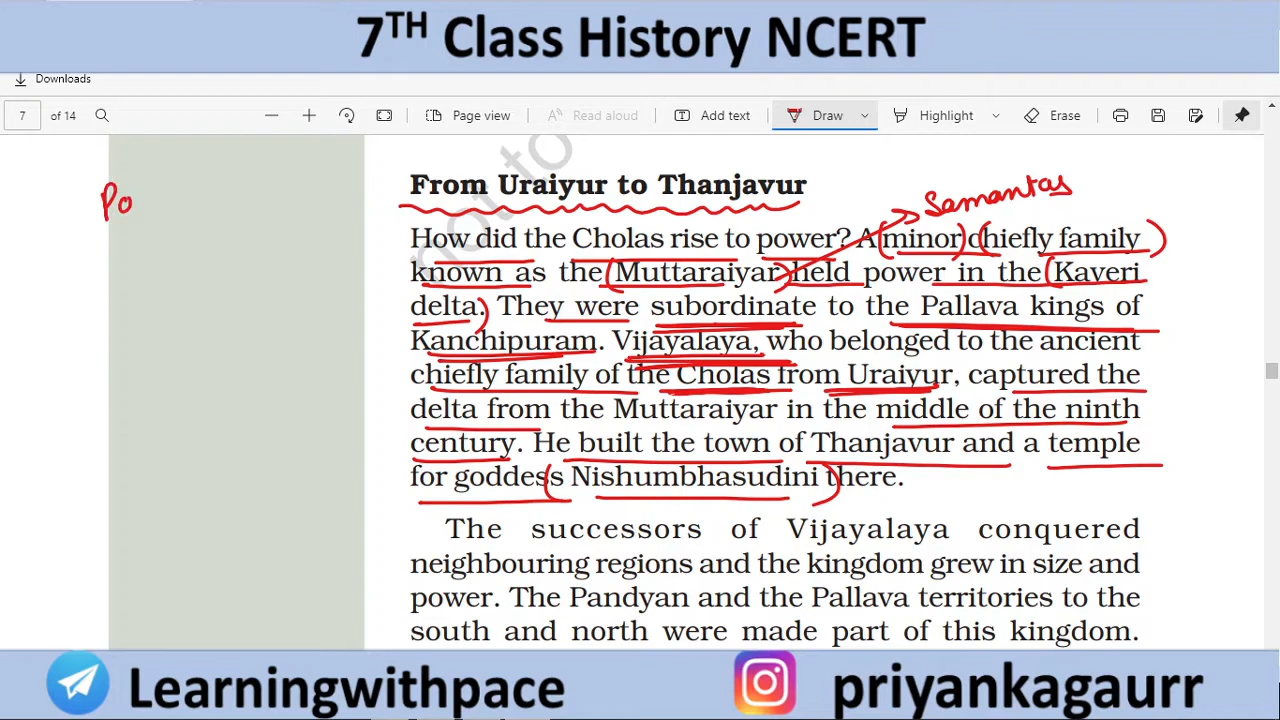 7TH Class History NCERT
Downloads
7 of 14 Page view Read aloud Add text Draw Highlight Erase
not to
Po
From Uraiyur to Thanjavur
Samantas
How did the Cholas rise to power? A minor chiefly family
known as the Muttaraiyar held power in the Kaveri
delta. They were subordinate to the Pallava kings of
Kanchipuram. Vijayalaya, who belonged to the ancient
chiefly family of the Cholas from Uraiyur, captured the
delta from the Muttaraiyar in the middle of the ninth
century. He built the town of Thanjavur and a temple
for goddess Nishumbhasudini there.
The successors of Vijayalaya conquered
neighbouring regions and the kingdom grew in size and
power. The Pandyan and the Pallava territories to the
south and north were made part of this kingdom.
Learningwithpace priyankagaurr